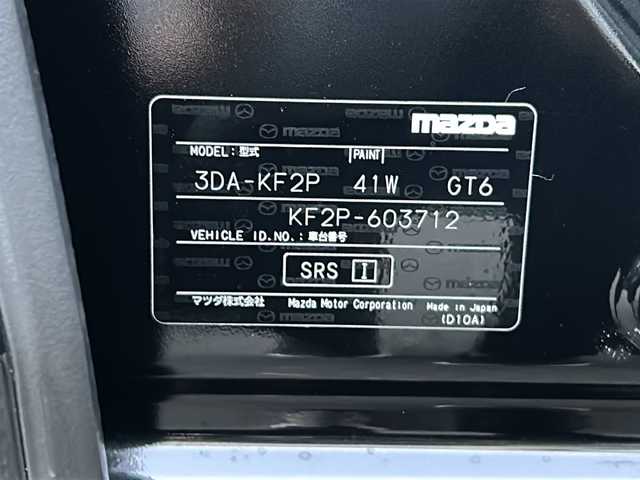 mazda
MODEL:型式 PAINT
3DA-KF2P 41W GT6
KF2P-603712
VEHICLE ID.NO.:車台番号
SRS I
マツダ株式会社 Mazda Motor Corporation Made in Japan
(D10A)